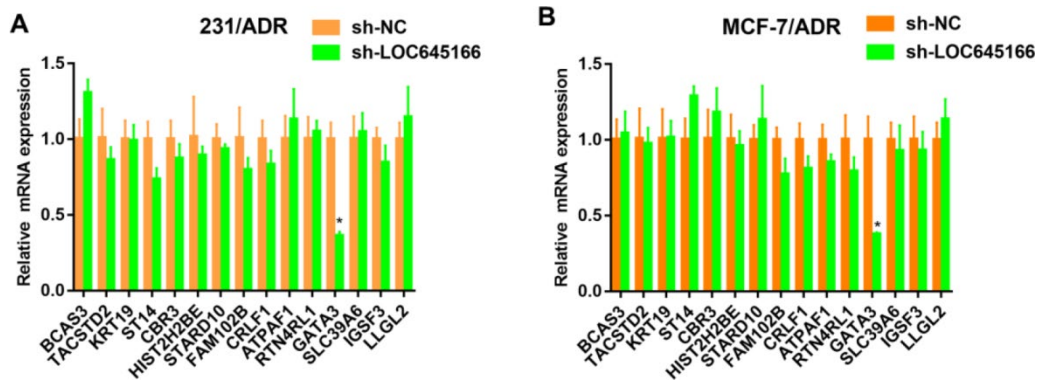 A
231/ADR
sh-NC
sh-LOC645166
Relative mRNA expression
1.5
1.0
0.5
0.0
*
BCAS3
TACSTD2
KRT19
ST14
CBR3
HIST2H2BE
STARD10
FAM102B
CRLF1
ATPAF1
RTN4RL1
GATA3
SLC39A6
IGSF3
LLGL2
B
MCF-7/ADR
sh-NC
sh-LOC645166
Relative mRNA expression
1.5
1.0
0.5
0.0
*
BCAS3
TACSTD2
KRT19
ST14
CBR3
HIST2H2BE
STARD10
FAM102B
CRLF1
ATPAF1
RTN4RL1
GATA3
SLC39A6
IGSF3
LLGL2